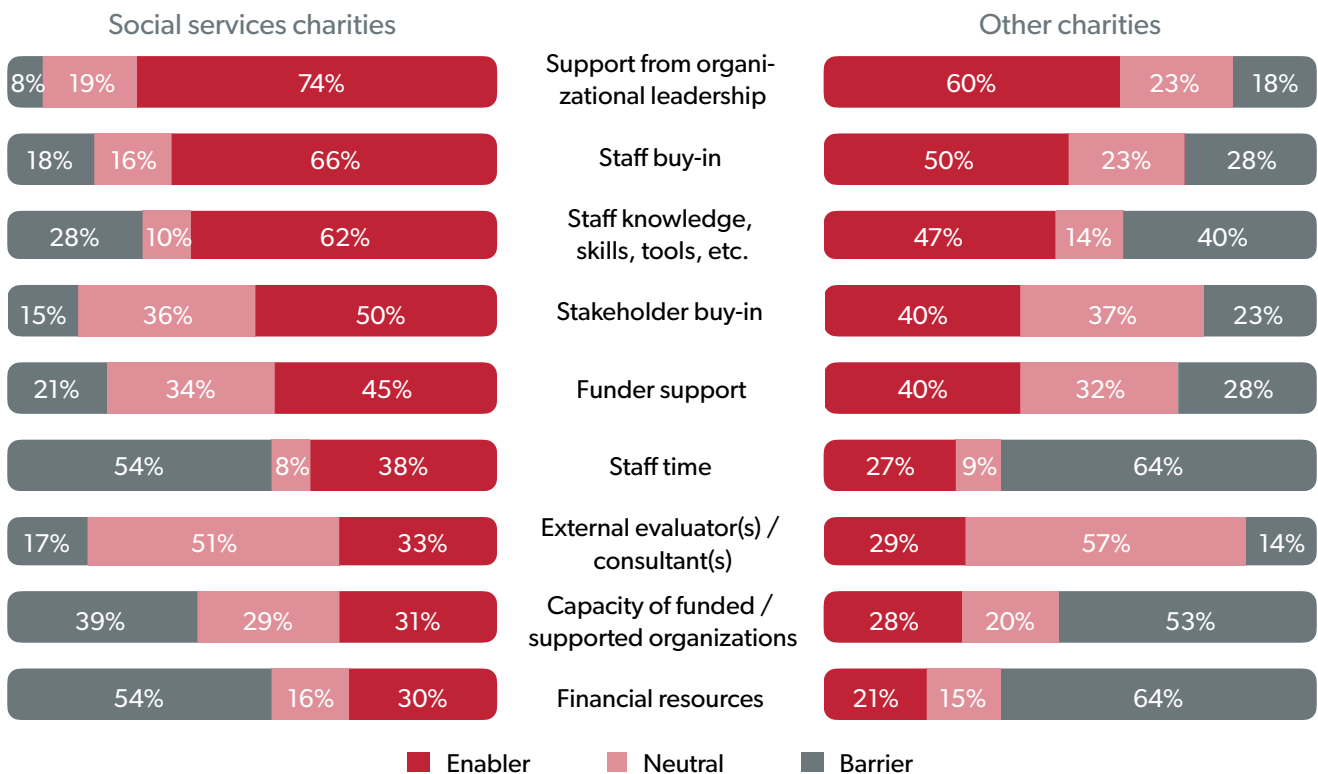 Social services charities Other charities
8% 19% 74% Support from organi- 60% 23% 18%
zational leadership
18% 16% 66% Staff buy-in 50% 23% 28%
28% 10% 62% Staff knowledge, 47% 14% 40%
skills, tools, etc.
15% 36% 50% Stakeholder buy-in 40% 37% 23%
21% 34% 45% Funder support 40% 32% 28%
54% 8% 38% Staff time 27% 9% 64%
17% 51% 33% External evaluator(s) / 29% 57% 14%
consultant(s)
39% 29% 31% Capacity of funded / 28% 20% 53%
supported organizations
54% 16% 30% Financial resources 21% 15% 64%
Enabler Neutral Barrier